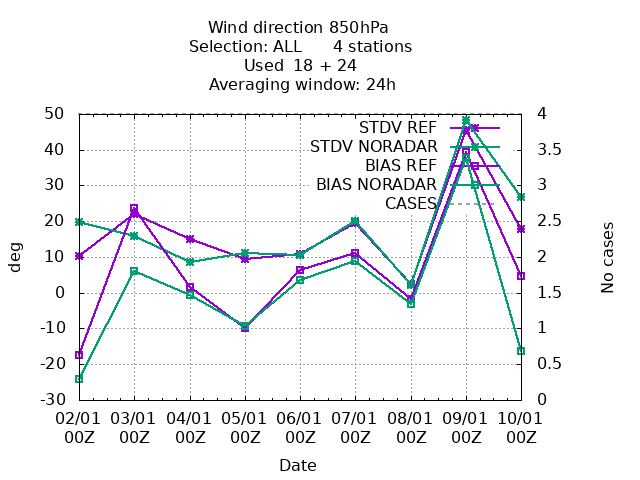 Wind direction 850hPa
Selection: ALL 4 stations
Used 18 + 24
Averaging window: 24h
STDV REF
STDV NORADAR
BIAS REF
BIAS NORADAR
CASES
deg
50
40
30
20
10
0
-10
-20
-30
4
3.5
3
2.5
2
1.5
1
0.5
0
No cases
02/01 03/01 04/01 05/01 06/01 07/01 08/01 09/01 10/01
00Z 00Z 00Z 00Z 00Z 00Z 00Z 00Z 00Z
Date